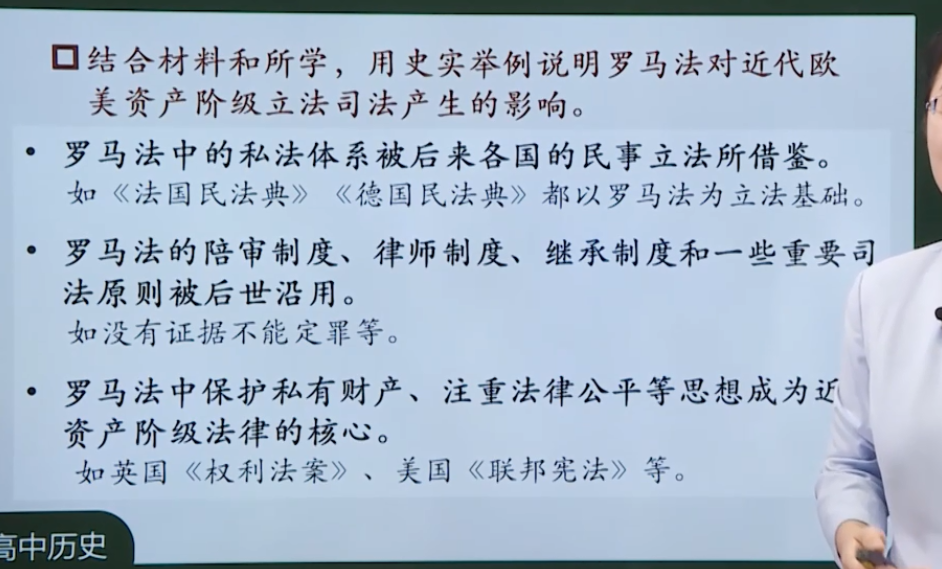 结合材料和所学，用史实举例说明罗马法对近代欧
美资产阶级立法司法产生的影响。
• 罗马法中的私法体系被后来各国的民事立法所借鉴。
如《法国民法典》《德国民法典》都以罗马法为立法基础。
• 罗马法的陪审制度、律师制度、继承制度和一些重要司
法原则被后世沿用。
如没有证据不能定罪等。
• 罗马法中保护私有财产、注重法律公平等思想成为近
资产阶级法律的核心。
如英国《权利法案》、美国《联邦宪法》等。
高中历史